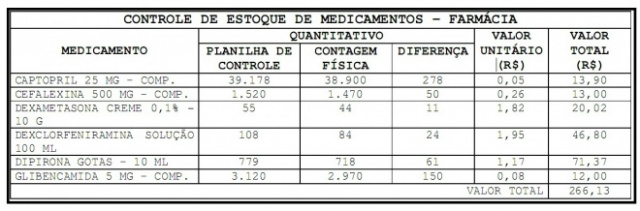 CONTROLE DE ESTOQUE DE MEDICAMENTOS – FARMÁCIA
MEDICAMENTO QUANTITATIVO VALOR UNITÁRIO (R$) VALOR TOTAL (R$)
PLANILHA DE CONTROLE CONTAGEM FÍSICA DIFERENÇA
CAPTOPRIL 25 MG – COMP. 39.178 38.900 278 0,05 13,90
CEFALEXINA 500 MG – COMP. 1.520 1.470 50 0,26 13,00
DEXAMETASONA CREME 0,1% – 55 44 11 1,82 20,02
10 G
DEXCLORFENIRAMINA SOLUÇÃO 108 84 24 1,95 46,80
100 ML
DIPIRONA GOTAS – 10 ML 779 718 61 1,17 71,37
GLIBENCAMIDA 5 MG – COMP. 3.120 2.970 150 0,08 12,00
VALOR TOTAL 266,13